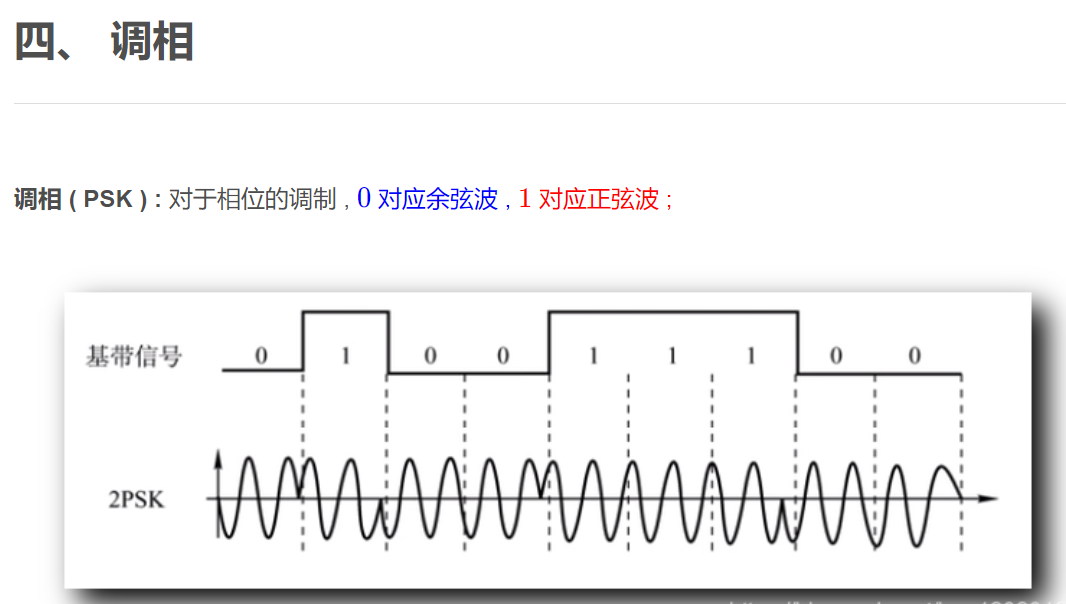 四、 调相
调相 ( PSK ) : 对于相位的调制 , 0 对应余弦波 , 1 对应正弦波 ;
基带信号 0 1 0 0 1 1 1 0 0
2PSK